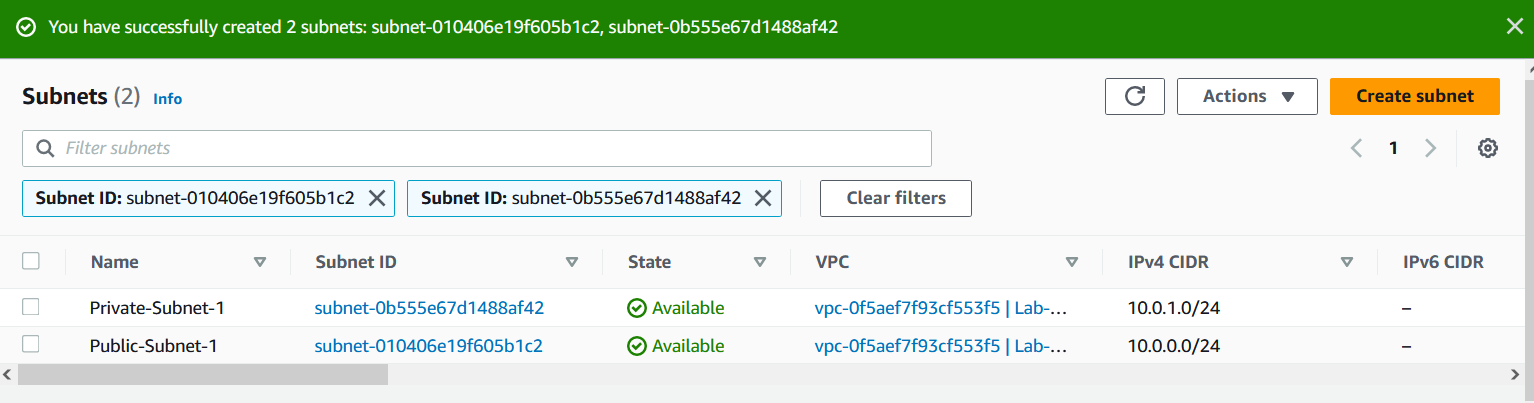 You have successfully created 2 subnets: subnet-010406e19f605b1c2, subnet-0b555e67d1488af42
Subnets (2) Info Actions Create subnet
Filter subnets 1
Subnet ID: subnet-010406e19f605b1c2 Subnet ID: subnet-0b555e67d1488af42 Clear filters
Name Subnet ID State VPC IPv4 CIDR IPv6 CIDR
Private-Subnet-1 subnet-0b555e67d1488af42 Available vpc-0f5aef7f93cf553f5 | Lab-... 10.0.1.0/24 –
Public-Subnet-1 subnet-010406e19f605b1c2 Available vpc-0f5aef7f93cf553f5 | Lab-... 10.0.0.0/24 –